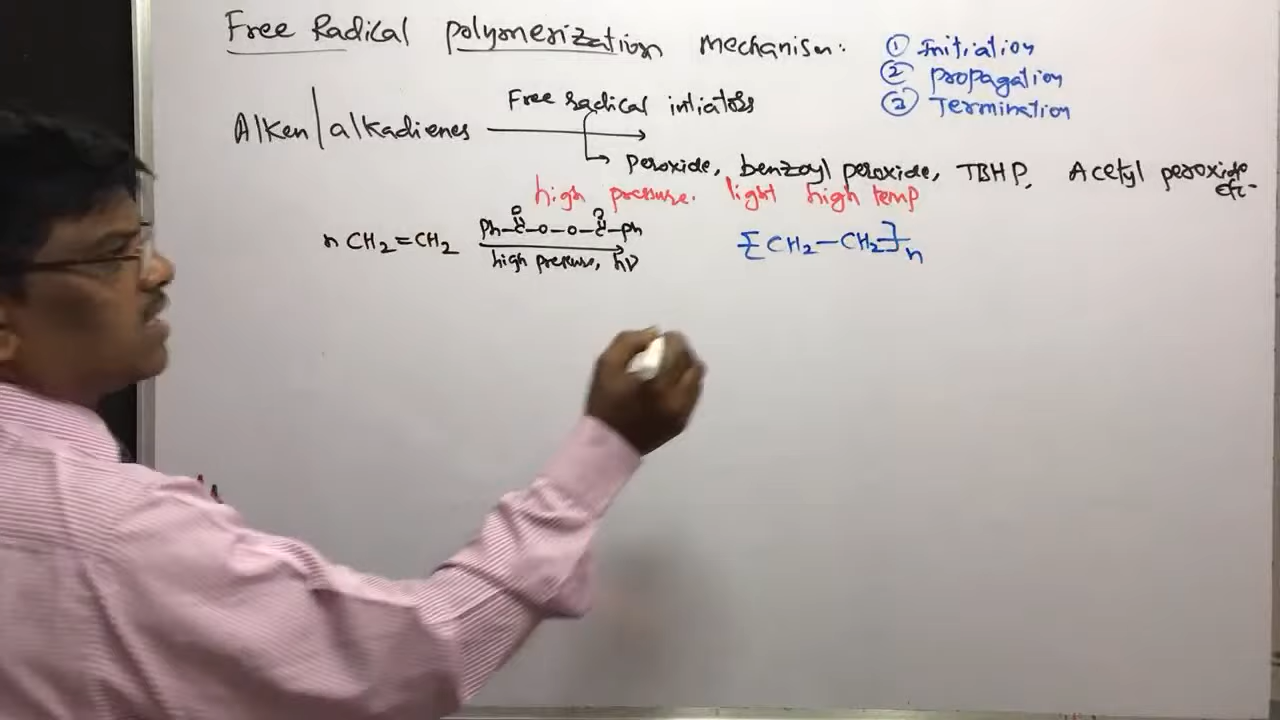 Free Radical polymerization mechanism:
① Initiation
② propagation
③ Termination
Free radical intiators
Alken/alkadienes
peroxide, benzoyl peroxide, TBHP, Acetyl peroxide
etc-
high pressure. light high temp
O O
n CH₂=CH₂ Ph-C-O-O-C-Ph {CH₂-CH₂}n
high pressure, hν